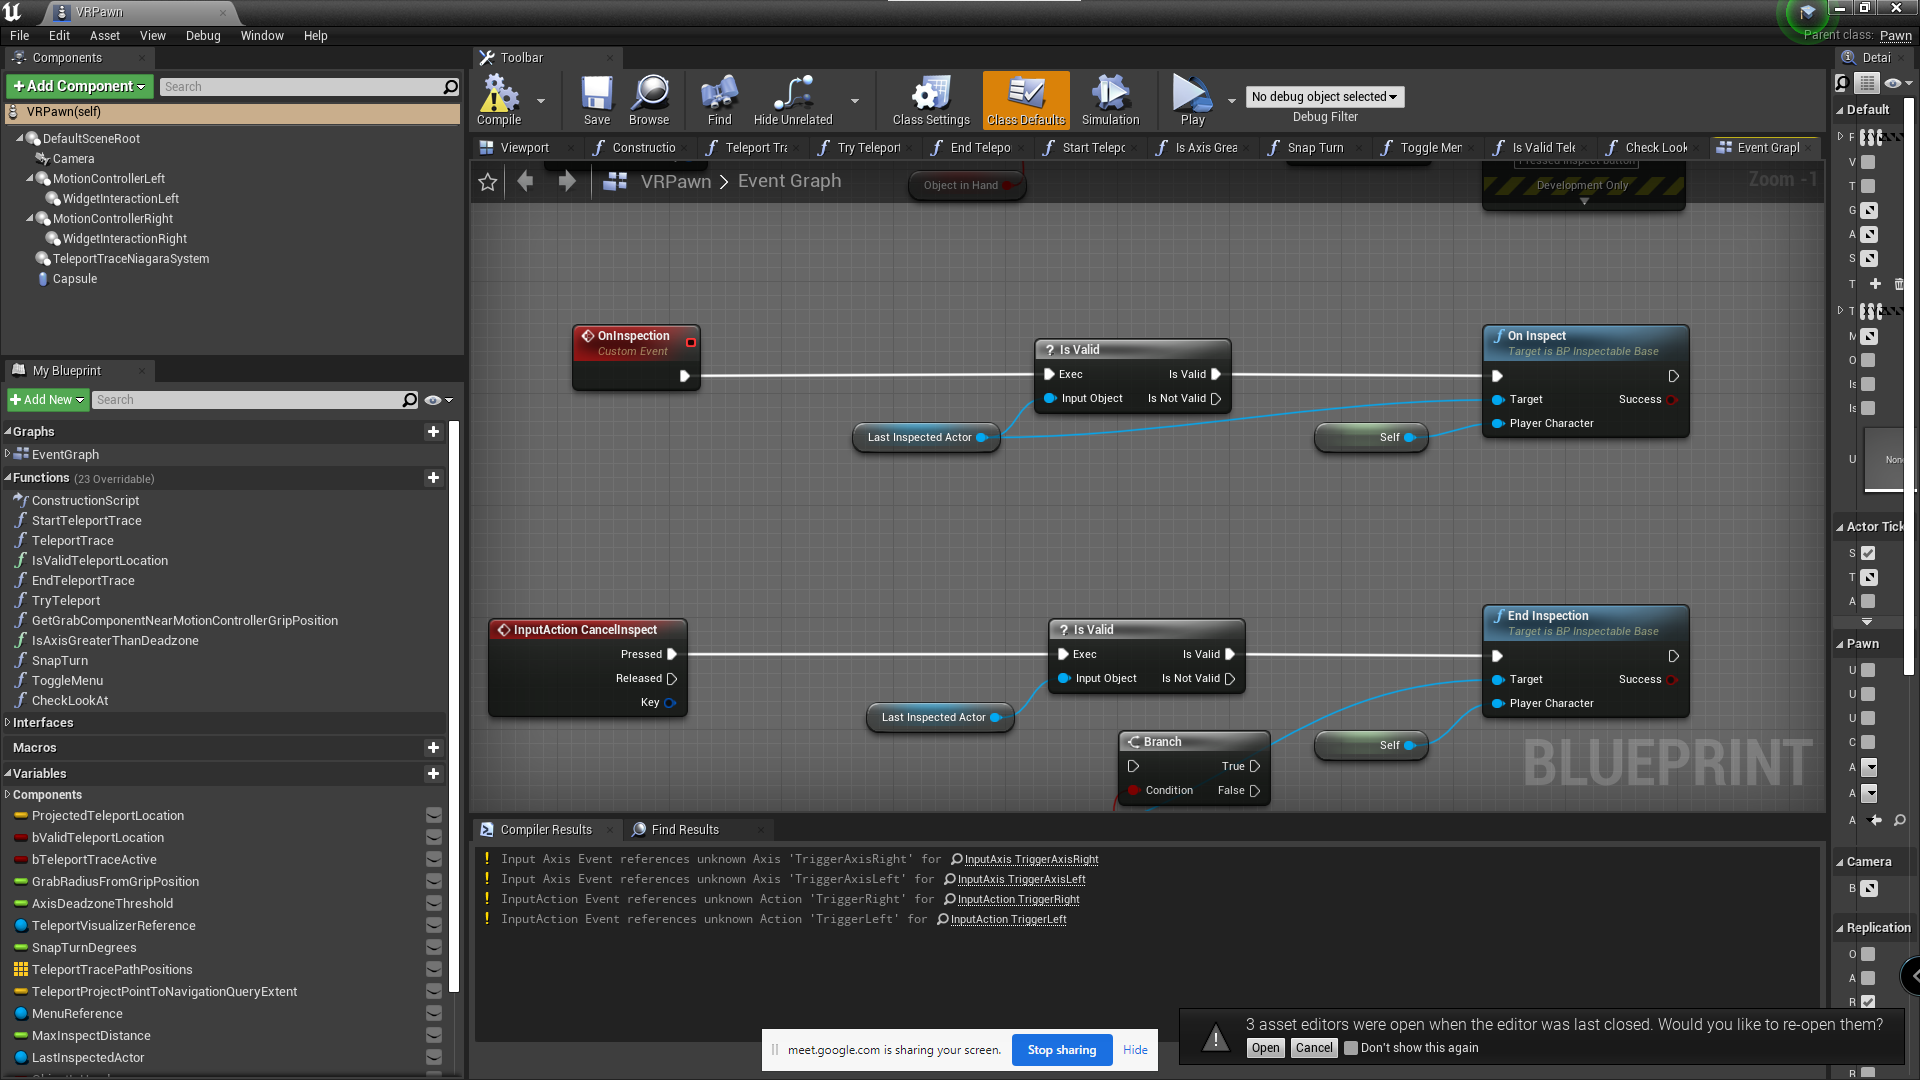 VRPawn
File Edit Asset View Debug Window Help
Parent class: Pawn
Components
Toolbar
Detai
+ Add Component
Search
Compile
Save
Browse
Find
Hide Unrelated
Class Settings
Class Defaults
Simulation
Play
No debug object selected
Debug Filter
VRPawn(self)
DefaultSceneRoot
Camera
MotionControllerLeft
WidgetInteractionLeft
MotionControllerRight
WidgetInteractionRight
TeleportTraceNiagaraSystem
Capsule
Viewport
Constructio
Teleport Tra
Try Teleport
End Telepo
Start Telepo
Is Axis Grea
Snap Turn
Toggle Men
Is Valid Tele
Check Look
Event Graph
VRPawn > Event Graph
Zoom -1
Object in Hand
Pressed Inspect Button
Development Only
OnInspection
Custom Event
Is Valid
Exec Is Valid
Input Object Is Not Valid
Last Inspected Actor
Self
On Inspect
Target is BP Inspectable Base
Target Success
Player Character
InputAction CancelInspect
Pressed
Released
Key
Is Valid
Exec Is Valid
Input Object Is Not Valid
Last Inspected Actor
Branch
True
Condition False
Self
End Inspection
Target is BP Inspectable Base
Target Success
Player Character
BLUEPRINT
My Blueprint
+ Add New
Search
Graphs
EventGraph
Functions (23 Overridable)
ConstructionScript
StartTeleportTrace
TeleportTrace
IsValidTeleportLocation
EndTeleportTrace
TryTeleport
GetGrabComponentNearMotionControllerGripPosition
IsAxisGreaterThanDeadzone
SnapTurn
ToggleMenu
CheckLookAt
Interfaces
Macros
Variables
Components
ProjectedTeleportLocation
bValidTeleportLocation
bTeleportTraceActive
GrabRadiusFromGripPosition
AxisDeadzoneThreshold
TeleportVisualizerReference
SnapTurnDegrees
TeleportTracePathPositions
TeleportProjectPointToNavigationQueryExtent
MenuReference
MaxInspectDistance
LastInspectedActor
Compiler Results
Find Results
Input Axis Event references unknown Axis 'TriggerAxisRight' for InputAxis TriggerAxisRight
Input Axis Event references unknown Axis 'TriggerAxisLeft' for InputAxis TriggerAxisLeft
InputAction Event references unknown Action 'TriggerRight' for InputAction TriggerRight
InputAction Event references unknown Action 'TriggerLeft' for InputAction TriggerLeft
Default
F
V
T
G
A
S
T
T
M
O
Is
Is
U
None
Actor Tick
S
T
A
Pawn
U
U
U
C
A
A
A
Camera
B
Replication
O
A
R
R
3 asset editors were open when the editor was last closed. Would you like to re-open them?
Open Cancel Don't show this again
meet.google.com is sharing your screen. Stop sharing Hide